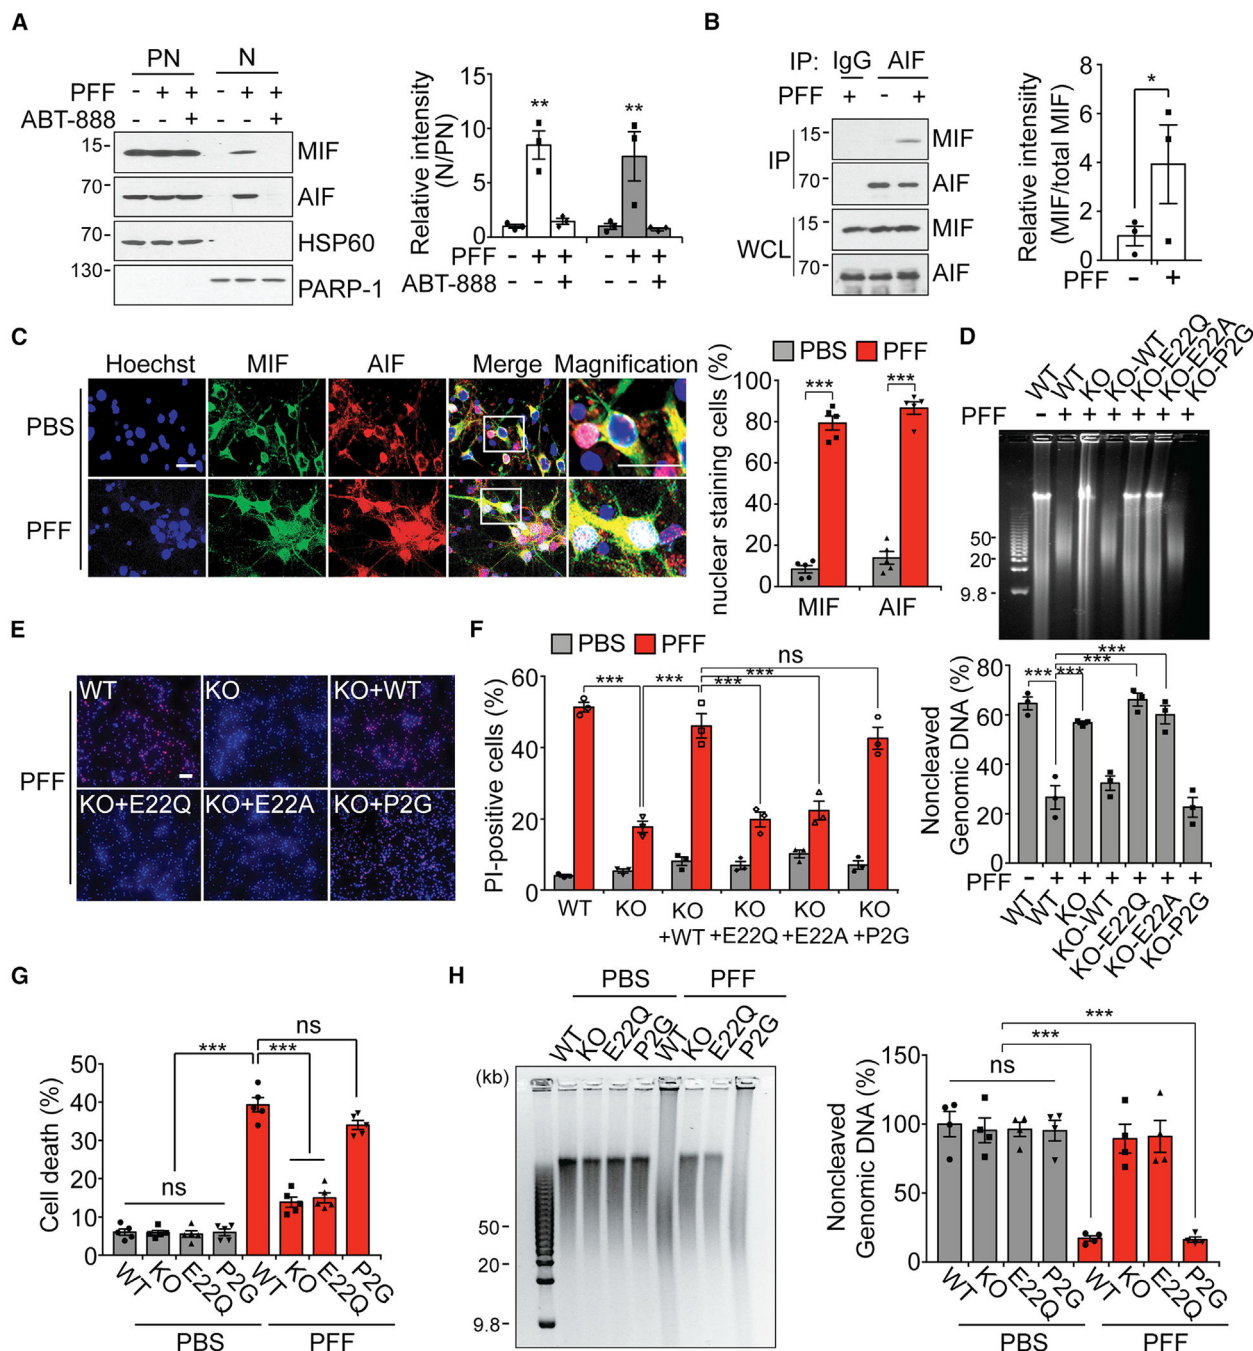 A
PN N
PFF - + + - + +
ABT-888 - - + - - +
15- MIF
70- AIF
70- HSP60
130- PARP-1
Relative intensity
(N/PN)
15
10
5
0
** **
PFF - + + - + +
ABT-888 - - + - - +
B
IP: IgG AIF
PFF + - +
IP
15- MIF
70- AIF
WCL
15- MIF
70- AIF
Relative intensiity
(MIF/total MIF)
8
6
4
2
0
*
PFF - +
C
Hoechst MIF AIF Merge Magnification
PBS
PFF
PBS PFF
nuclear staining cells (%)
100
80
60
40
20
0
*** ***
MIF AIF
D
WT WT KO KO-WT KO-E22Q KO-E22A KO-P2G
PFF - + + + + + +
50-
20-
9.8-
Noncleaved
Genomic DNA (%)
80
60
40
20
0
***
***
*** ***
PFF - + + + + + +
WT WT KO KO-WT KO-E22Q KO-E22A KO-P2G
E
PFF
WT KO KO+WT
KO+E22Q KO+E22A KO+P2G
F
PBS PFF
PI-positive cells (%)
60
40
20
0
ns
*** *** *** ***
WT KO KO KO KO KO
+WT +E22Q +E22A +P2G
G
Cell death (%)
50
40
30
20
10
0
ns
*** ***
ns
WT KO E22Q P2G WT KO E22Q P2G
PBS PFF
H
PBS PFF
WT KO E22Q P2G WT KO E22Q P2G
(kb)
50-
20-
9.8-
Noncleaved
Genomic DNA (%)
150
100
50
0
***
***
ns
WT KO E22Q P2G WT KO E22Q P2G
PBS PFF